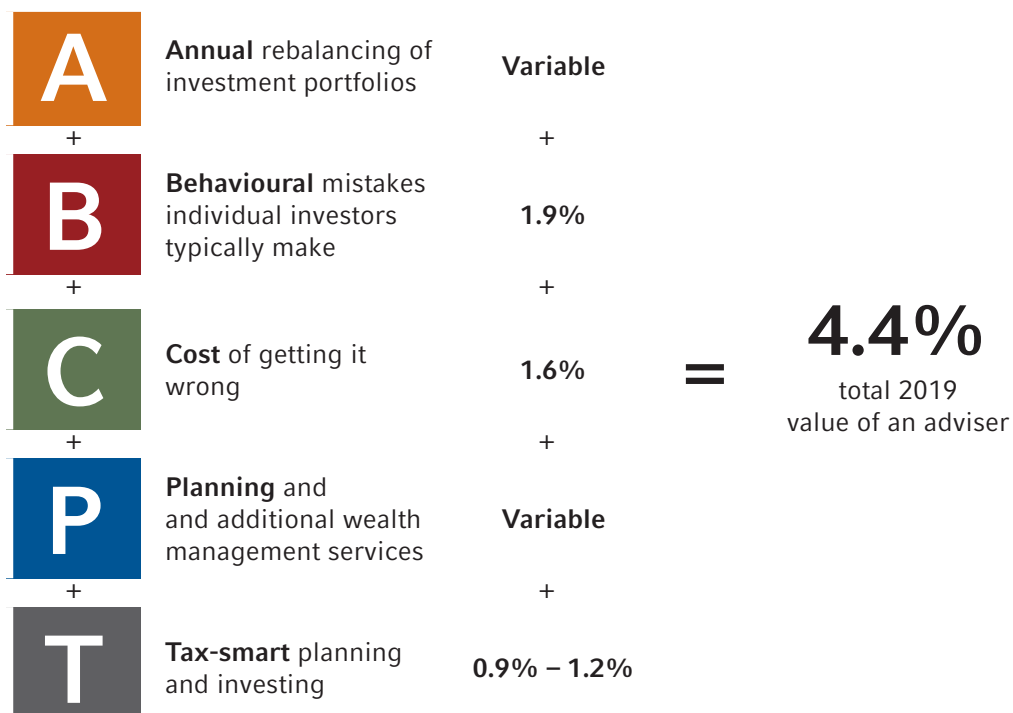 A
Annual rebalancing of
investment portfolios
Variable
+
+
B
Behavioural mistakes
individual investors
typically make
1.9%
+
+
C
Cost of getting it
wrong
1.6%
=
4.4%
total 2019
value of an adviser
+
+
P
Planning and
and additional wealth
management services
Variable
+
+
T
Tax-smart planning
and investing
0.9% – 1.2%